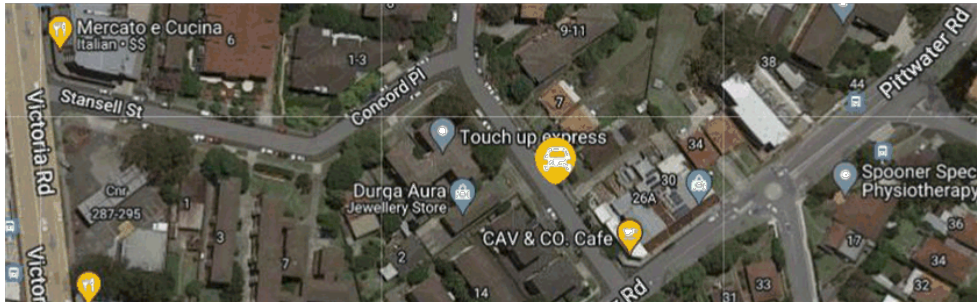 Mercato e Cucina
Italian • $$
6
1-3
9-11
38
44
Pittwater Rd
Stansell St
Concord Pl
7
Victoria Rd
Touch up express
34
Durga Aura
Jewellery Store
30
26A
Spooner Spec
Physiotherapy
Cnr
287-295
1
3
7
2
CAV & CO. Cafe
17
36
34
14
Victor
r Rd
31
33
32